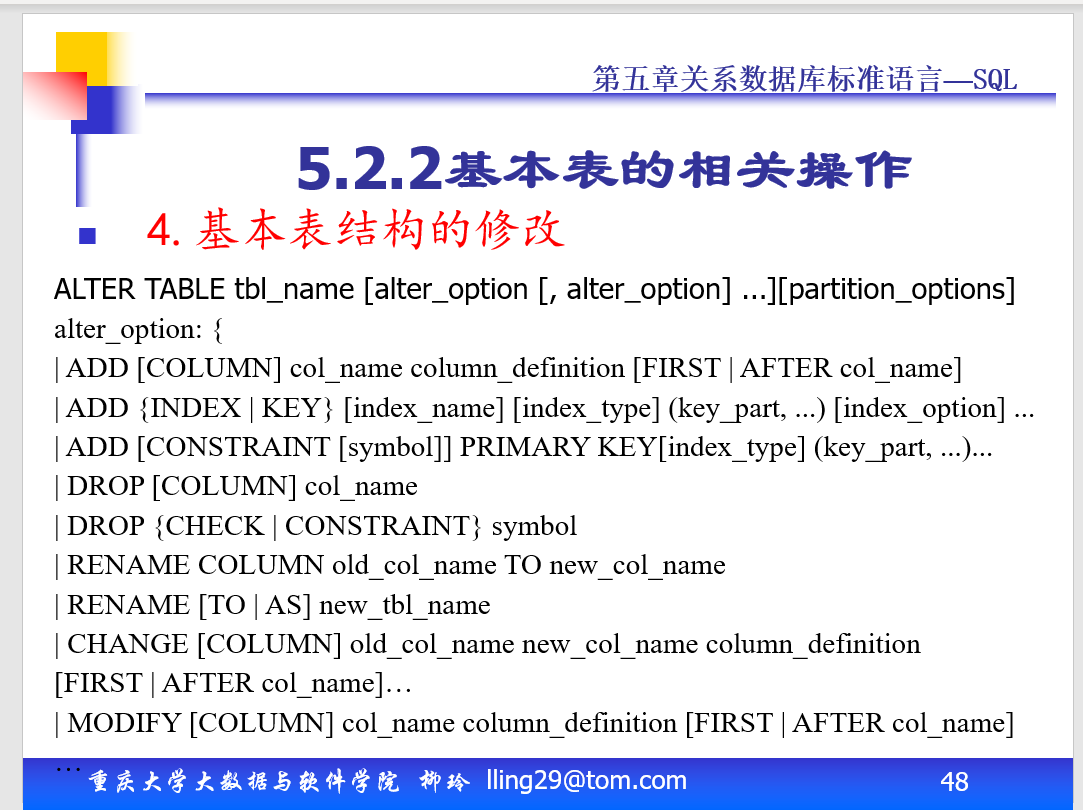 第五章关系数据库标准语言—SQL
5.2.2基本表的相关操作
4. 基本表结构的修改
ALTER TABLE tbl_name [alter_option [, alter_option] ...][partition_options]
alter_option: {
| ADD [COLUMN] col_name column_definition [FIRST | AFTER col_name]
| ADD {INDEX | KEY} [index_name] [index_type] (key_part, ...) [index_option] ...
| ADD [CONSTRAINT [symbol]] PRIMARY KEY[index_type] (key_part, ...)...
| DROP [COLUMN] col_name
| DROP {CHECK | CONSTRAINT} symbol
| RENAME COLUMN old_col_name TO new_col_name
| RENAME [TO | AS] new_tbl_name
| CHANGE [COLUMN] old_col_name new_col_name column_definition
[FIRST | AFTER col_name]…
| MODIFY [COLUMN] col_name column_definition [FIRST | AFTER col_name]
…
重庆大学大数据与软件学院 柳玲 lling29@tom.com 48